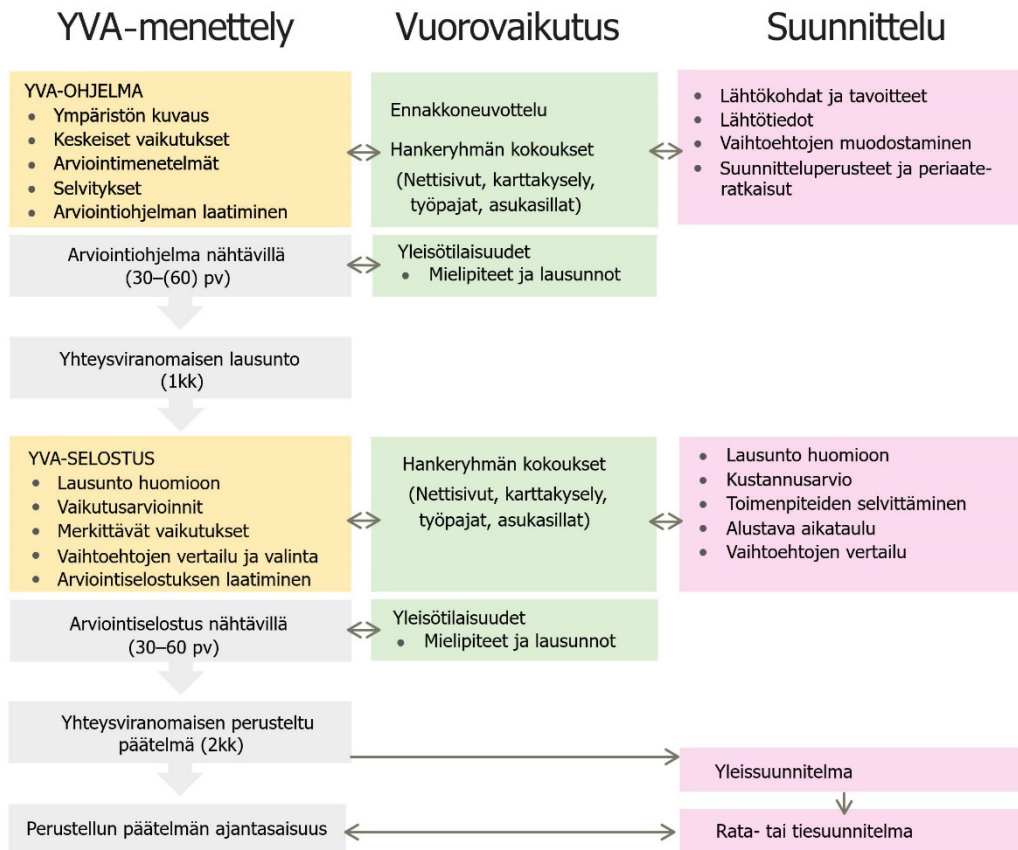 YVA-menettely
Vuorovaikutus
Suunnittelu
YVA-OHJELMA
• Ympäristön kuvaus
• Keskeiset vaikutukset
• Arviointimenetelmät
• Selvitykset
• Arviointiohjelman laatiminen
Ennakkoneuvottelu
Hankeryhmän kokoukset
(Nettisivut, karttakysely,
työpajat, asukasillat)
• Lähtökohdat ja tavoitteet
• Lähtötiedot
• Vaihtoehtojen muodostaminen
• Suunnitteluperusteet ja periaate-
ratkaisut
Arviointiohjelma nähtävillä
(30–(60) pv)
Yleisötilaisuudet
• Mielipiteet ja lausunnot
Yhteysviranomaisen lausunto
(1kk)
YVA-SELOSTUS
• Lausunto huomioon
• Vaikutusarvioinnit
• Merkittävät vaikutukset
• Vaihtoehtojen vertailu ja valinta
• Arviointiselostuksen laatiminen
Hankeryhmän kokoukset
(Nettisivut, karttakysely,
työpajat, asukasillat)
• Lausunto huomioon
• Kustannusarvio
• Toimenpiteiden selvittäminen
• Alustava aikataulu
• Vaihtoehtojen vertailu
Arviointiselostus nähtävillä
(30–60 pv)
Yleisötilaisuudet
• Mielipiteet ja lausunnot
Yhteysviranomaisen perusteltu
päätelmä (2kk)
Yleissuunnitelma
Perustellun päätelmän ajantasaisuus
Rata- tai tiesuunnitelma